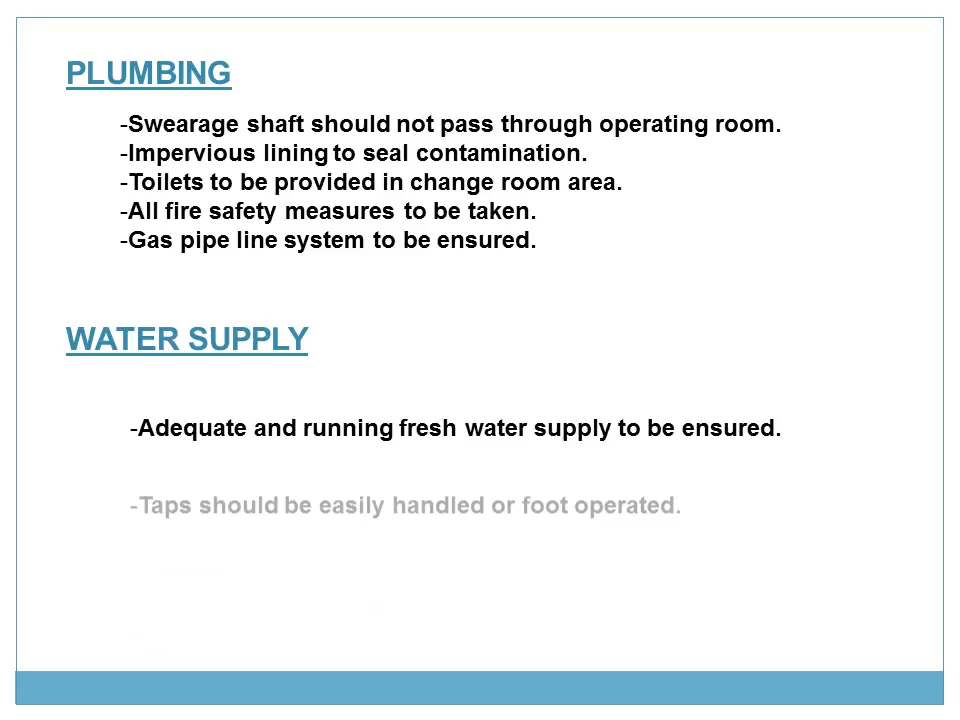 PLUMBING
-Swearage shaft should not pass through operating room.
-Impervious lining to seal contamination.
-Toilets to be provided in change room area.
-All fire safety measures to be taken.
-Gas pipe line system to be ensured.
WATER SUPPLY
-Adequate and running fresh water supply to be ensured.
-Taps should be easily handled or foot operated.